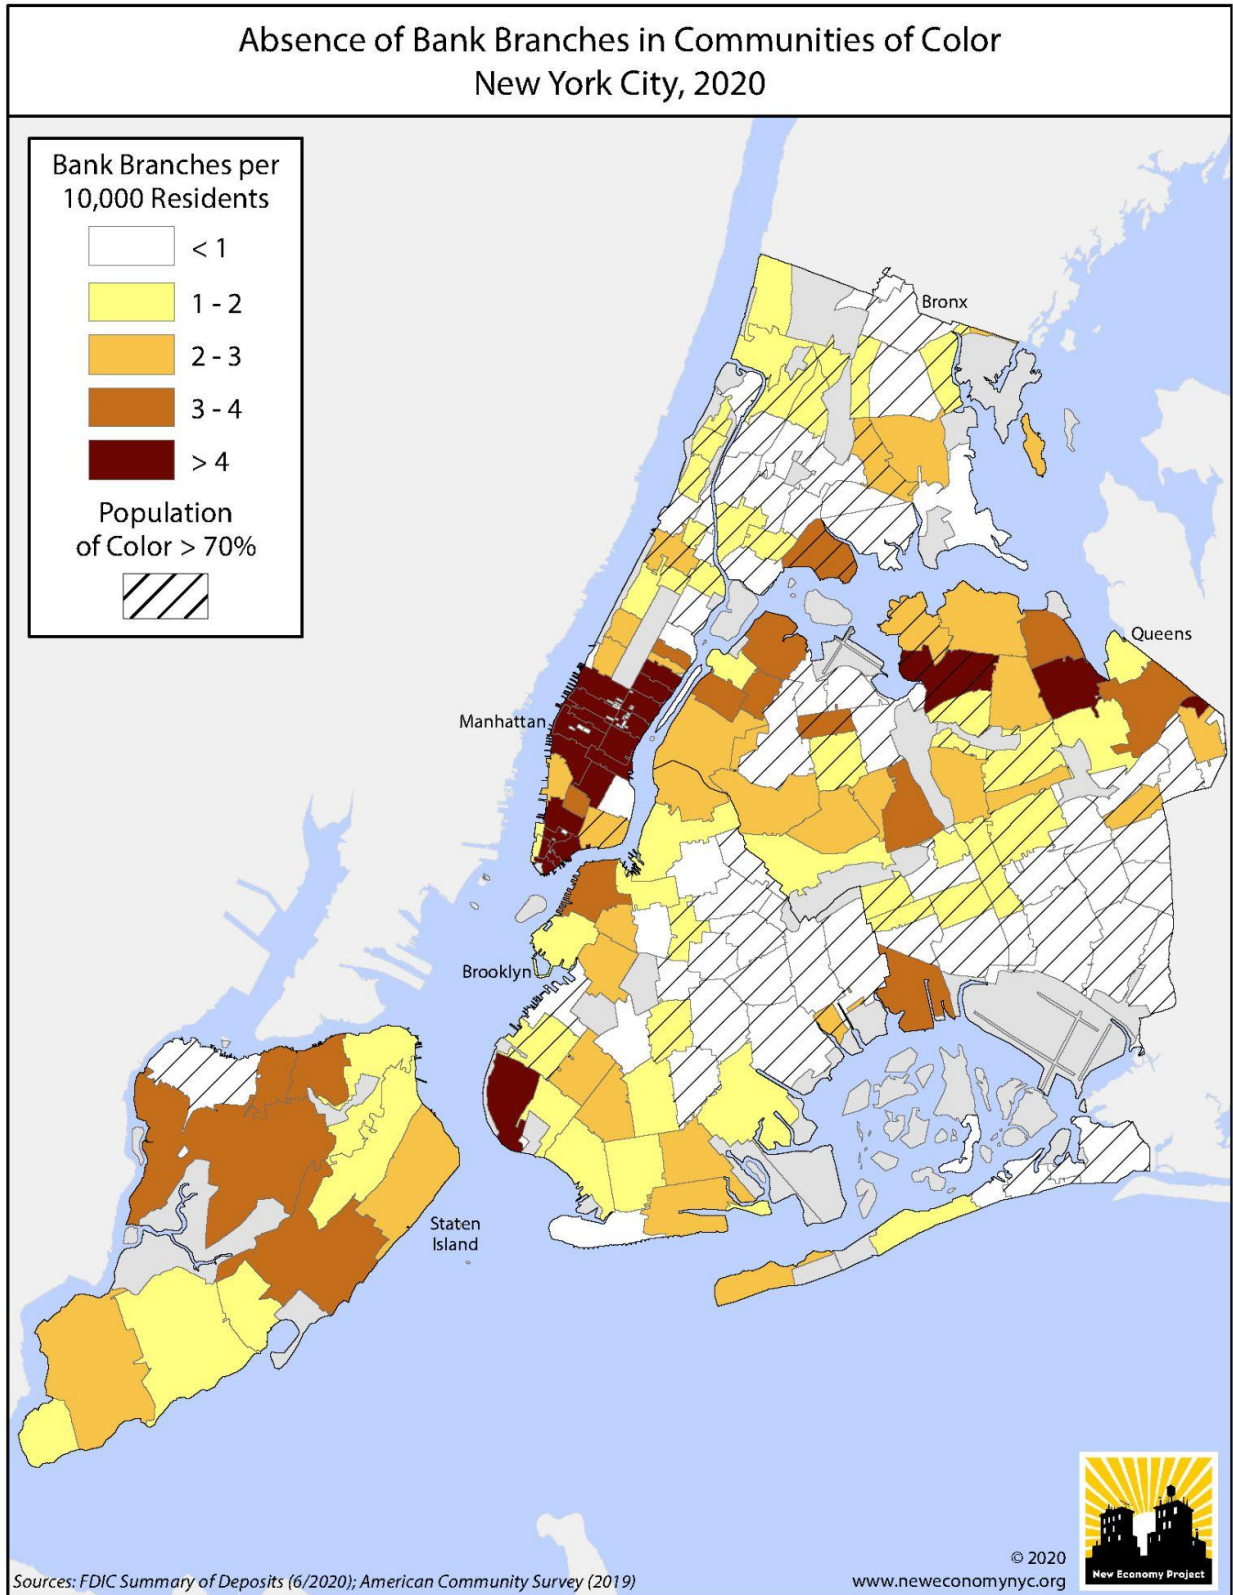 Absence of Bank Branches in Communities of Color
New York City, 2020
Bank Branches per
10,000 Residents
< 1
1 - 2
2 - 3
3 - 4
> 4
Population
of Color > 70%
Bronx
Queens
Manhattan
Brooklyn
Staten
Island
Sources: FDIC Summary of Deposits (6/2020); American Community Survey (2019)
© 2020
www.neweconomynyc.org
New Economy Project